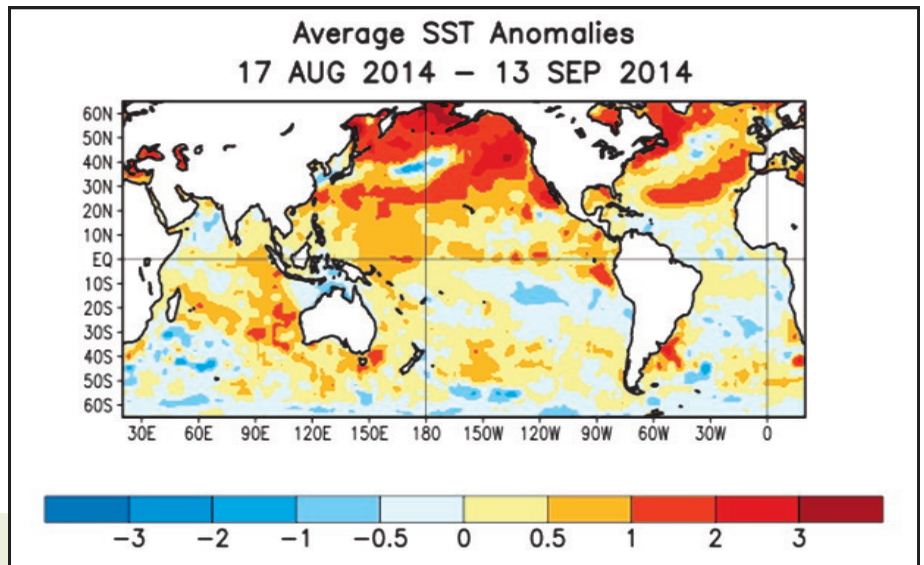 Average SST Anomalies
17 AUG 2014 – 13 SEP 2014
60N
50N
40N
30N
20N
10N
EQ
10S
20S
30S
40S
50S
60S
30E 60E 90E 120E 150E 180 150W 120W 90W 60W 30W 0
−3 −2 −1 −0.5 0 0.5 1 2 3